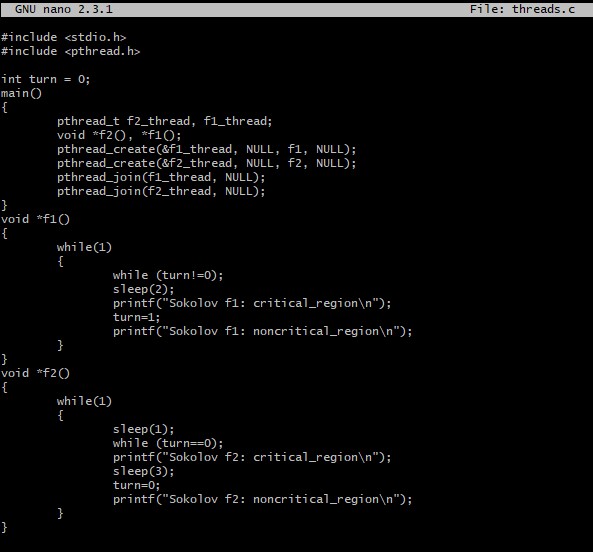 GNU nano 2.3.1 File: threads.c
#include <stdio.h>
#include <pthread.h>
int turn = 0;
main()
{
pthread_t f2_thread, f1_thread;
void *f2(), *f1();
pthread_create(&f1_thread, NULL, f1, NULL);
pthread_create(&f2_thread, NULL, f2, NULL);
pthread_join(f1_thread, NULL);
pthread_join(f2_thread, NULL);
}
void *f1()
{
while(1)
{
while (turn!=0);
sleep(2);
printf("Sokolov f1: critical_region\n");
turn=1;
printf("Sokolov f1: noncritical_region\n");
}
}
void *f2()
{
while(1)
{
sleep(1);
while (turn==0);
printf("Sokolov f2: critical_region\n");
sleep(3);
turn=0;
printf("Sokolov f2: noncritical_region\n");
}
}